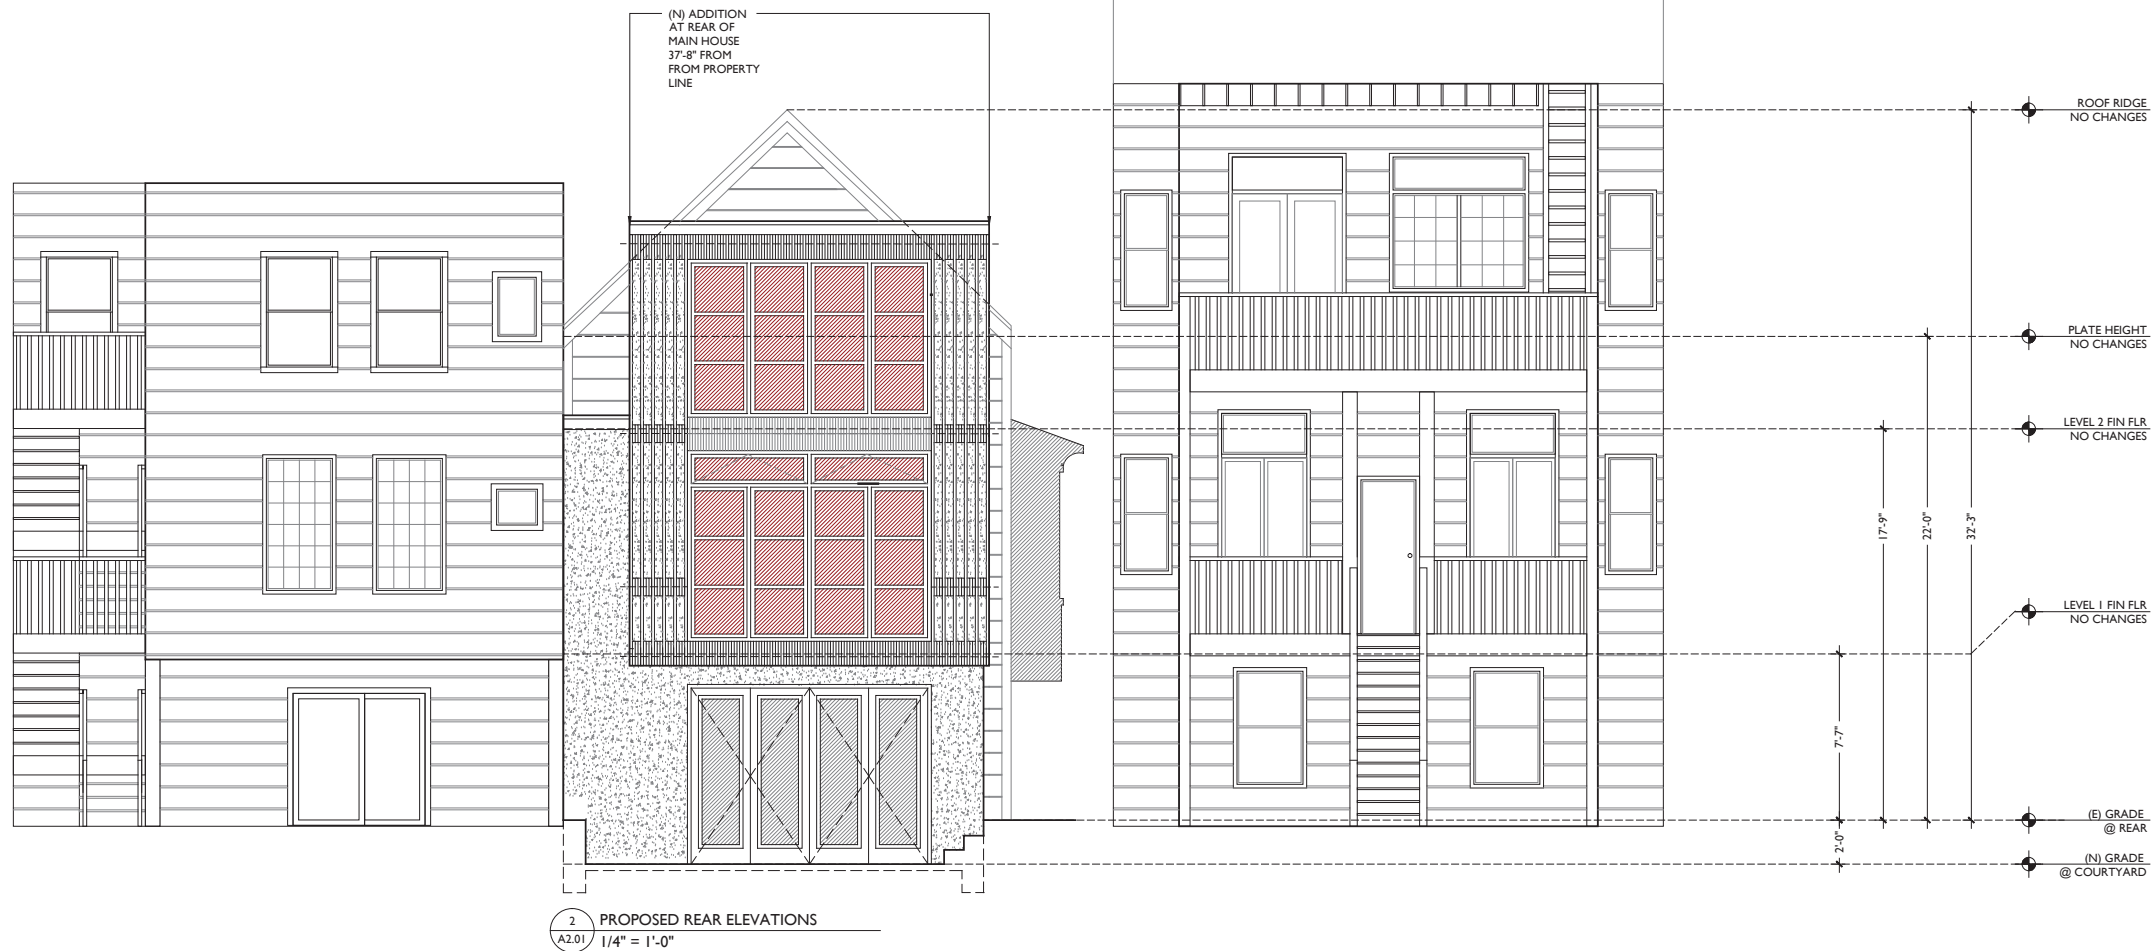 (N) ADDITION
AT REAR OF
MAIN HOUSE
37'-8" FROM
FROM PROPERTY
LINE
ROOF RIDGE
NO CHANGES
PLATE HEIGHT
NO CHANGES
LEVEL 2 FIN FLR
NO CHANGES
17'-9"
22'-0"
32'-3"
LEVEL 1 FIN FLR
NO CHANGES
7'-7"
(E) GRADE
@ REAR
2'-0"
(N) GRADE
@ COURTYARD
2
A2.01
PROPOSED REAR ELEVATIONS
1/4" = 1'-0"